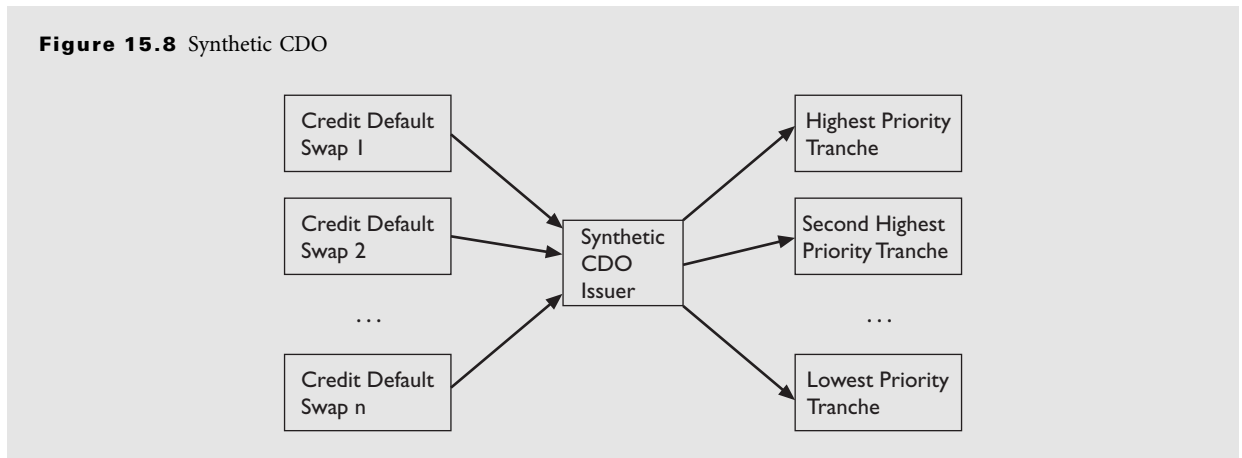 Figure 15.8 Synthetic CDO
Credit Default
Swap 1
Credit Default
Swap 2
...
Credit Default
Swap n
Synthetic
CDO
Issuer
Highest Priority
Tranche
Second Highest
Priority Tranche
...
Lowest Priority
Tranche